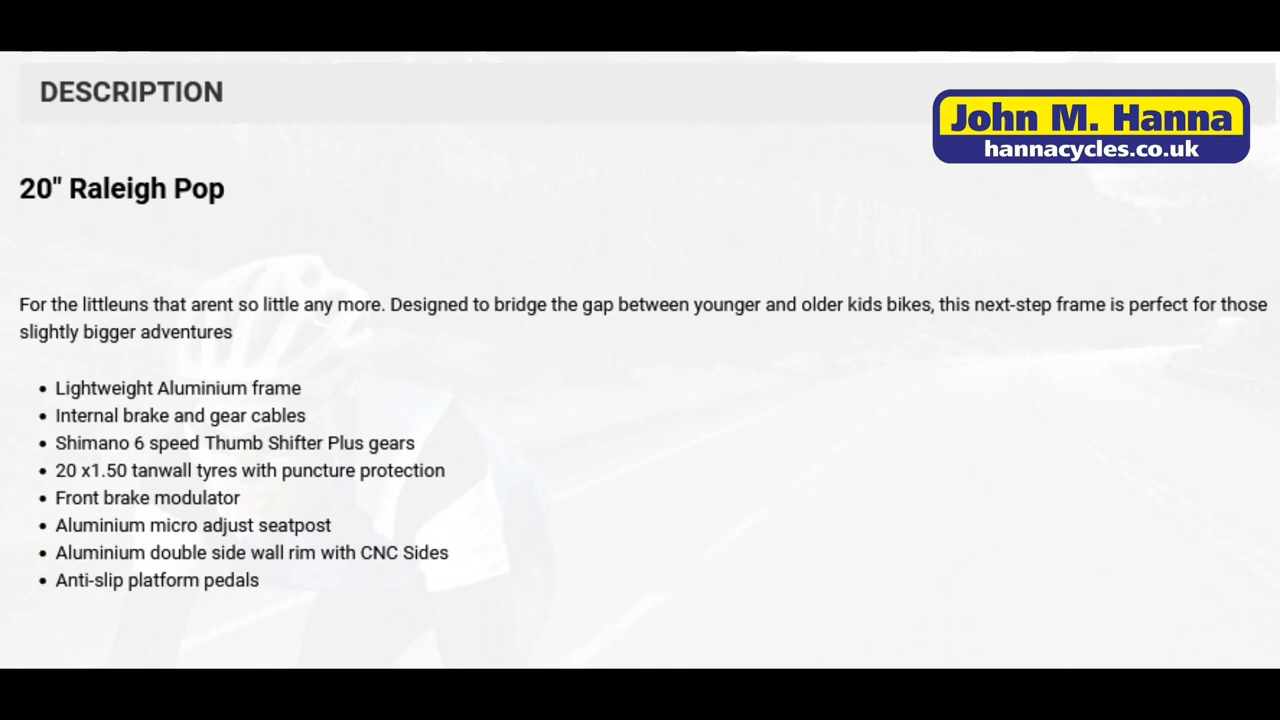 DESCRIPTION
John M. Hanna
hannacycles.co.uk
20" Raleigh Pop
For the littleuns that arent so little any more. Designed to bridge the gap between younger and older kids bikes, this next-step frame is perfect for those
slightly bigger adventures
• Lightweight Aluminium frame
• Internal brake and gear cables
• Shimano 6 speed Thumb Shifter Plus gears
• 20 x1.50 tanwall tyres with puncture protection
• Front brake modulator
• Aluminium micro adjust seatpost
• Aluminium double side wall rim with CNC Sides
• Anti-slip platform pedals